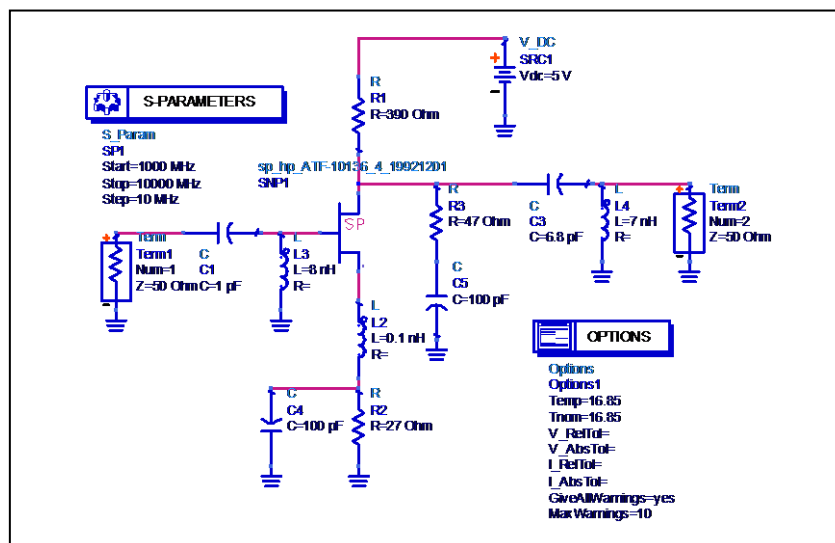 V_DC
SRC1
Vdc=5 V
R
R1
R=390 Ohm
S-PARAMETERS
S_Param
SP1
Start=1000 MHz
Stop=10000 MHz
Step=10 MHz
sp_hp_ATF-10136_4_19921201
SNP1
SP
R
R3
R=47 Ohm
C
C3
C=6.8 pF
L
L4
L=7 nH
R=
Term
Term2
Num=2
Z=50 Ohm
Term
Term1
Num=1
Z=50 Ohm
C
C1
C=1 pF
L
L3
L=8 nH
R=
C
C5
C=100 pF
L
L2
L=0.1 nH
R=
C
C4
C=100 pF
R
R2
R=27 Ohm
OPTIONS
Options
Options1
Temp=16.85
Tnom=16.85
V_RelTol=
V_AbsTol=
I_RelTol=
I_AbsTol=
GiveAllWarnings=yes
MaxWarnings=10